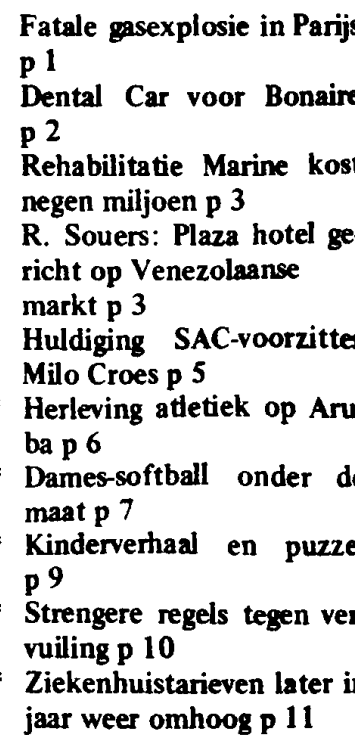 Fatale gasexplosie in Parijs
p 1
Dental Car voor Bonaire
p 2
Rehabilitatie Marine kost
negen miljoen p 3
R. Souers: Plaza hotel ge-
richt op Venezolaanse
markt p 3
Huldiging SAC-voorzitter
Milo Croes p 5
* Herleving atletiek op Aru-
ba p 6
* Dames-softball onder de
maat p 7
* Kinderverhaal en puzzel
p 9
* Strengere regels tegen ver-
vuiling p 10
* Ziekenhuistarieven later in
jaar weer omhoog p 11